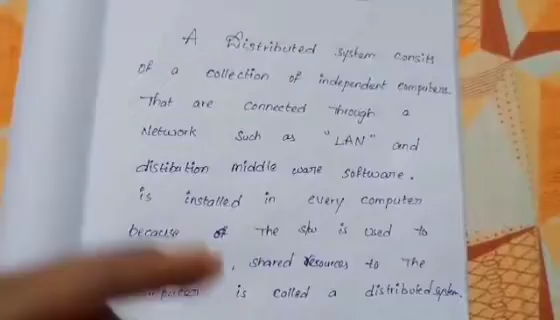 A Distributed system consits
of a collection of independent computers
That are connected Through a
Network Such as "LAN" and
distibution middle ware software.
is installed in every computer
because of The s/w is used to
, shared resources to The
is called a distributed system.